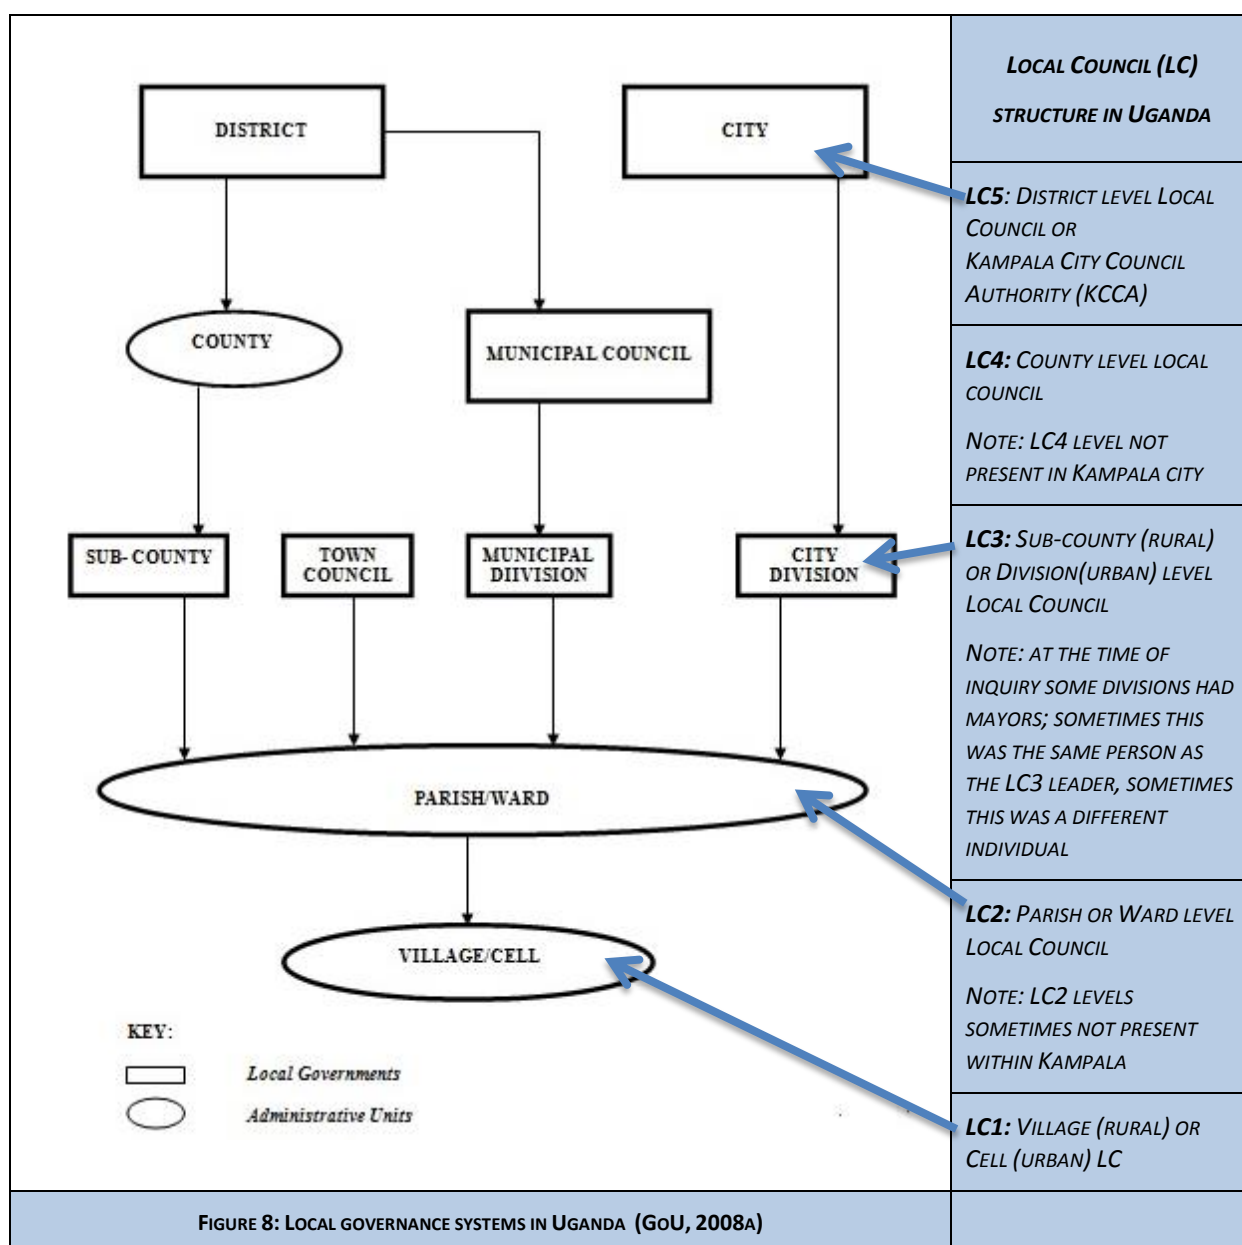 DISTRICT
CITY
COUNTY
MUNICIPAL COUNCIL
SUB- COUNTY
TOWN
COUNCIL
MUNICIPAL
DIIVISION
CITY
DIVISION
PARISH/WARD
VILLAGE/CELL
KEY:
Local Governments
Administrative Units
LOCAL COUNCIL (LC)
STRUCTURE IN UGANDA
LC5: DISTRICT LEVEL LOCAL
COUNCIL OR
KAMPALA CITY COUNCIL
AUTHORITY (KCCA)
LC4: COUNTY LEVEL LOCAL
COUNCIL
NOTE: LC4 LEVEL NOT
PRESENT IN KAMPALA CITY
LC3: SUB-COUNTY (RURAL)
OR DIVISION(URBAN) LEVEL
LOCAL COUNCIL
NOTE: AT THE TIME OF
INQUIRY SOME DIVISIONS HAD
MAYORS; SOMETIMES THIS
WAS THE SAME PERSON AS
THE LC3 LEADER, SOMETIMES
THIS WAS A DIFFERENT
INDIVIDUAL
LC2: PARISH OR WARD LEVEL
LOCAL COUNCIL
NOTE: LC2 LEVELS
SOMETIMES NOT PRESENT
WITHIN KAMPALA
LC1: VILLAGE (RURAL) OR
CELL (URBAN) LC
FIGURE 8: LOCAL GOVERNANCE SYSTEMS IN UGANDA (GOU, 2008A)